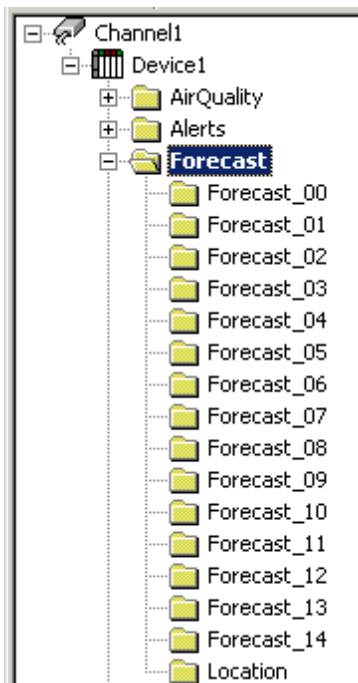 Channel1
Device1
AirQuality
Alerts
Forecast
Forecast_00
Forecast_01
Forecast_02
Forecast_03
Forecast_04
Forecast_05
Forecast_06
Forecast_07
Forecast_08
Forecast_09
Forecast_10
Forecast_11
Forecast_12
Forecast_13
Forecast_14
Location